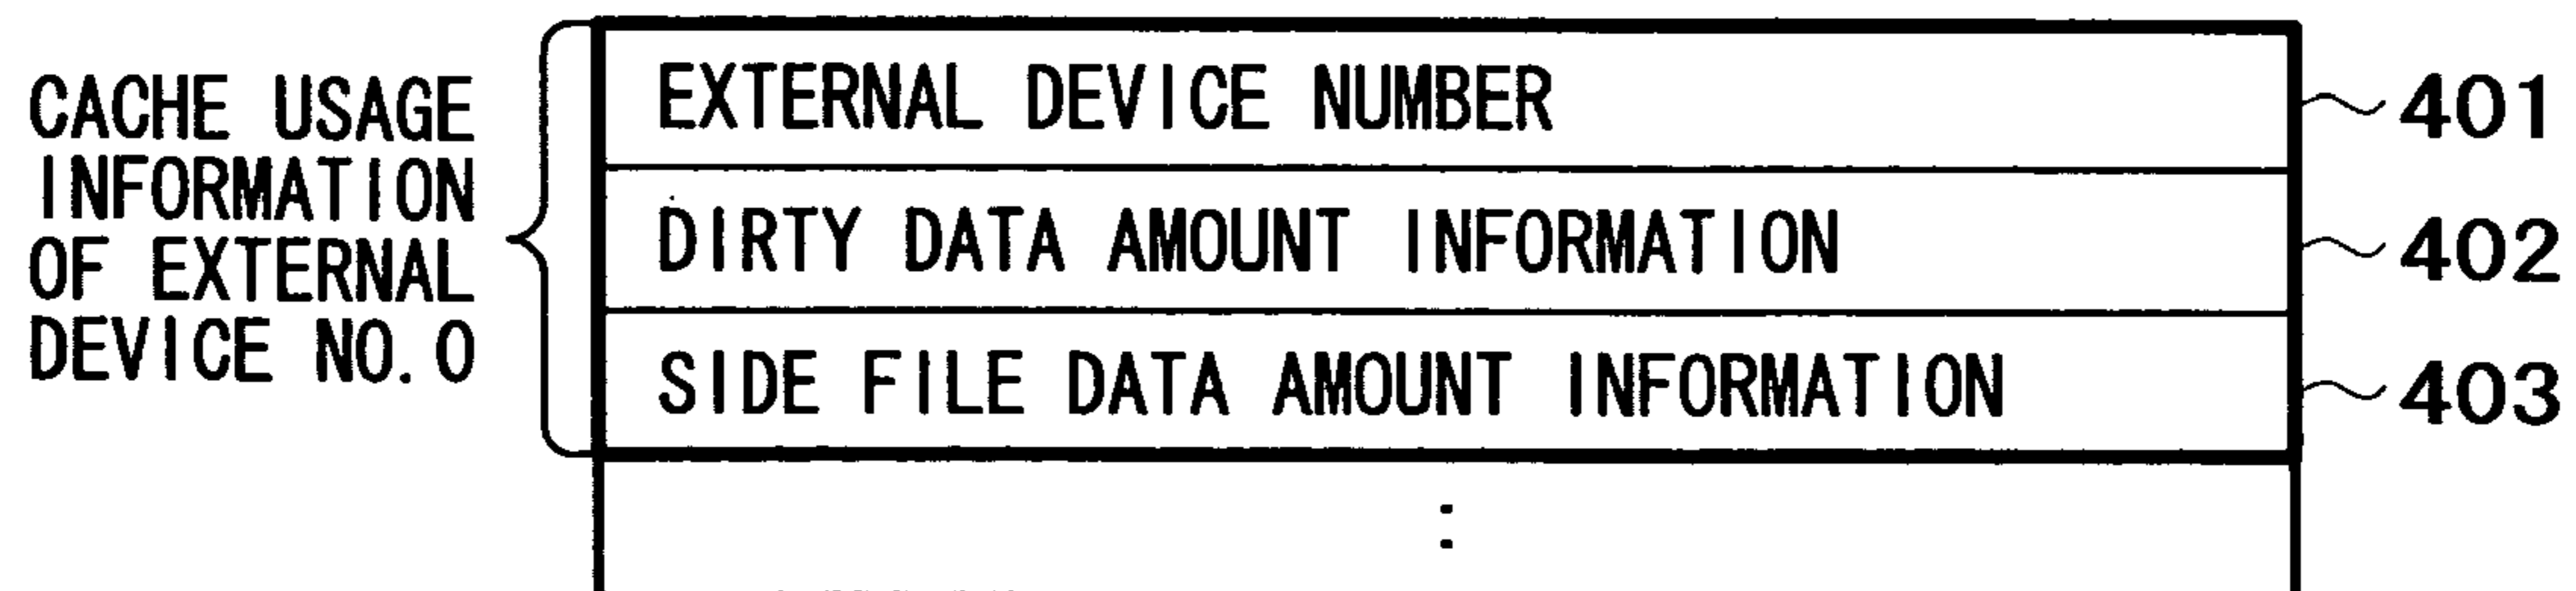 CACHE USAGE
INFORMATION
OF EXTERNAL
DEVICE NO. 0
EXTERNAL DEVICE NUMBER
401
DIRTY DATA AMOUNT INFORMATION
402
SIDE FILE DATA AMOUNT INFORMATION
403
: